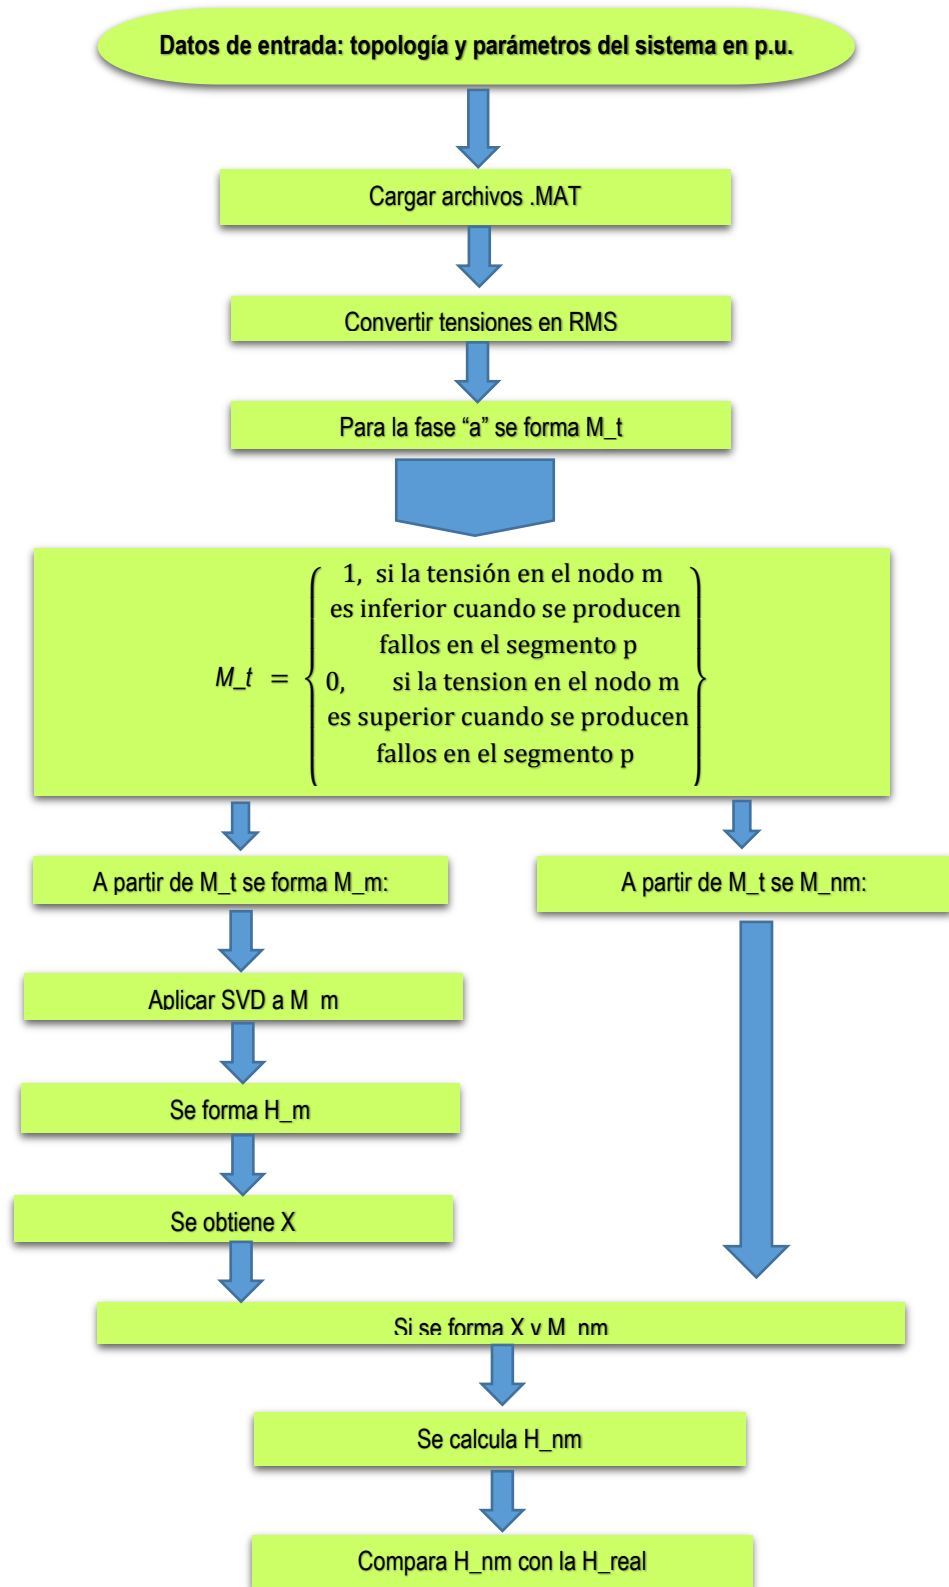 Datos de entrada: topología y parámetros del sistema en p.u.
Cargar archivos .MAT
Convertir tensiones en RMS
Para la fase “a” se forma M_t
1, si la tensión en el nodo m
es inferior cuando se producen
fallos en el segmento p
M_t =
0, si la tension en el nodo m
es superior cuando se producen
fallos en el segmento p
A partir de M_t se forma M_m:
A partir de M_t se M_nm:
Aplicar SVD a M_m
Se forma H_m
Se obtiene X
Si se forma X y M_nm
Se calcula H_nm
Compara H_nm con la H_real